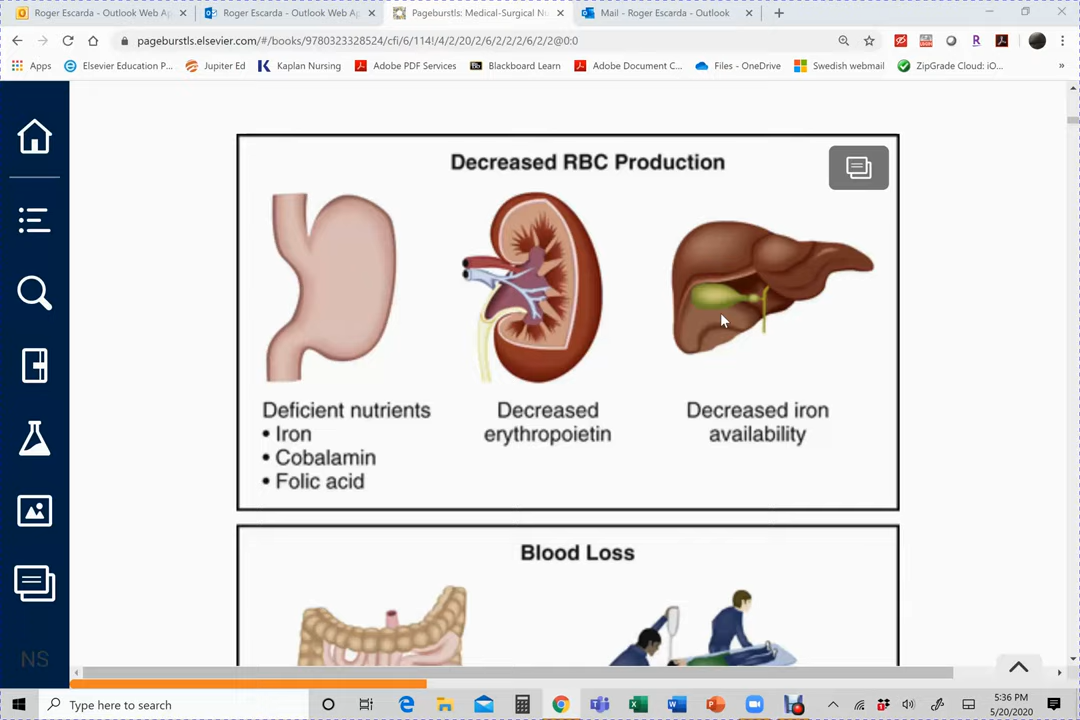 Roger Escarda - Outlook Web Ap
Roger Escarda - Outlook Web Ap
Pageburstls: Medical-Surgical Nu
Mail - Roger Escarda - Outlook
pageburstls.elsevier.com/#/books/9780323328524/cfi/6/114!/4/2/20/2/6/2/2/2/6/2/2@0:0
Apps
Elsevier Education P...
Jupiter Ed
Kaplan Nursing
Adobe PDF Services
Blackboard Learn
Adobe Document C...
Files - OneDrive
Swedish webmail
ZipGrade Cloud: iO...
Decreased RBC Production
Deficient nutrients
• Iron
• Cobalamin
• Folic acid
Decreased
erythropoietin
Decreased iron
availability
Blood Loss
NS
Type here to search
5:36 PM
5/20/2020